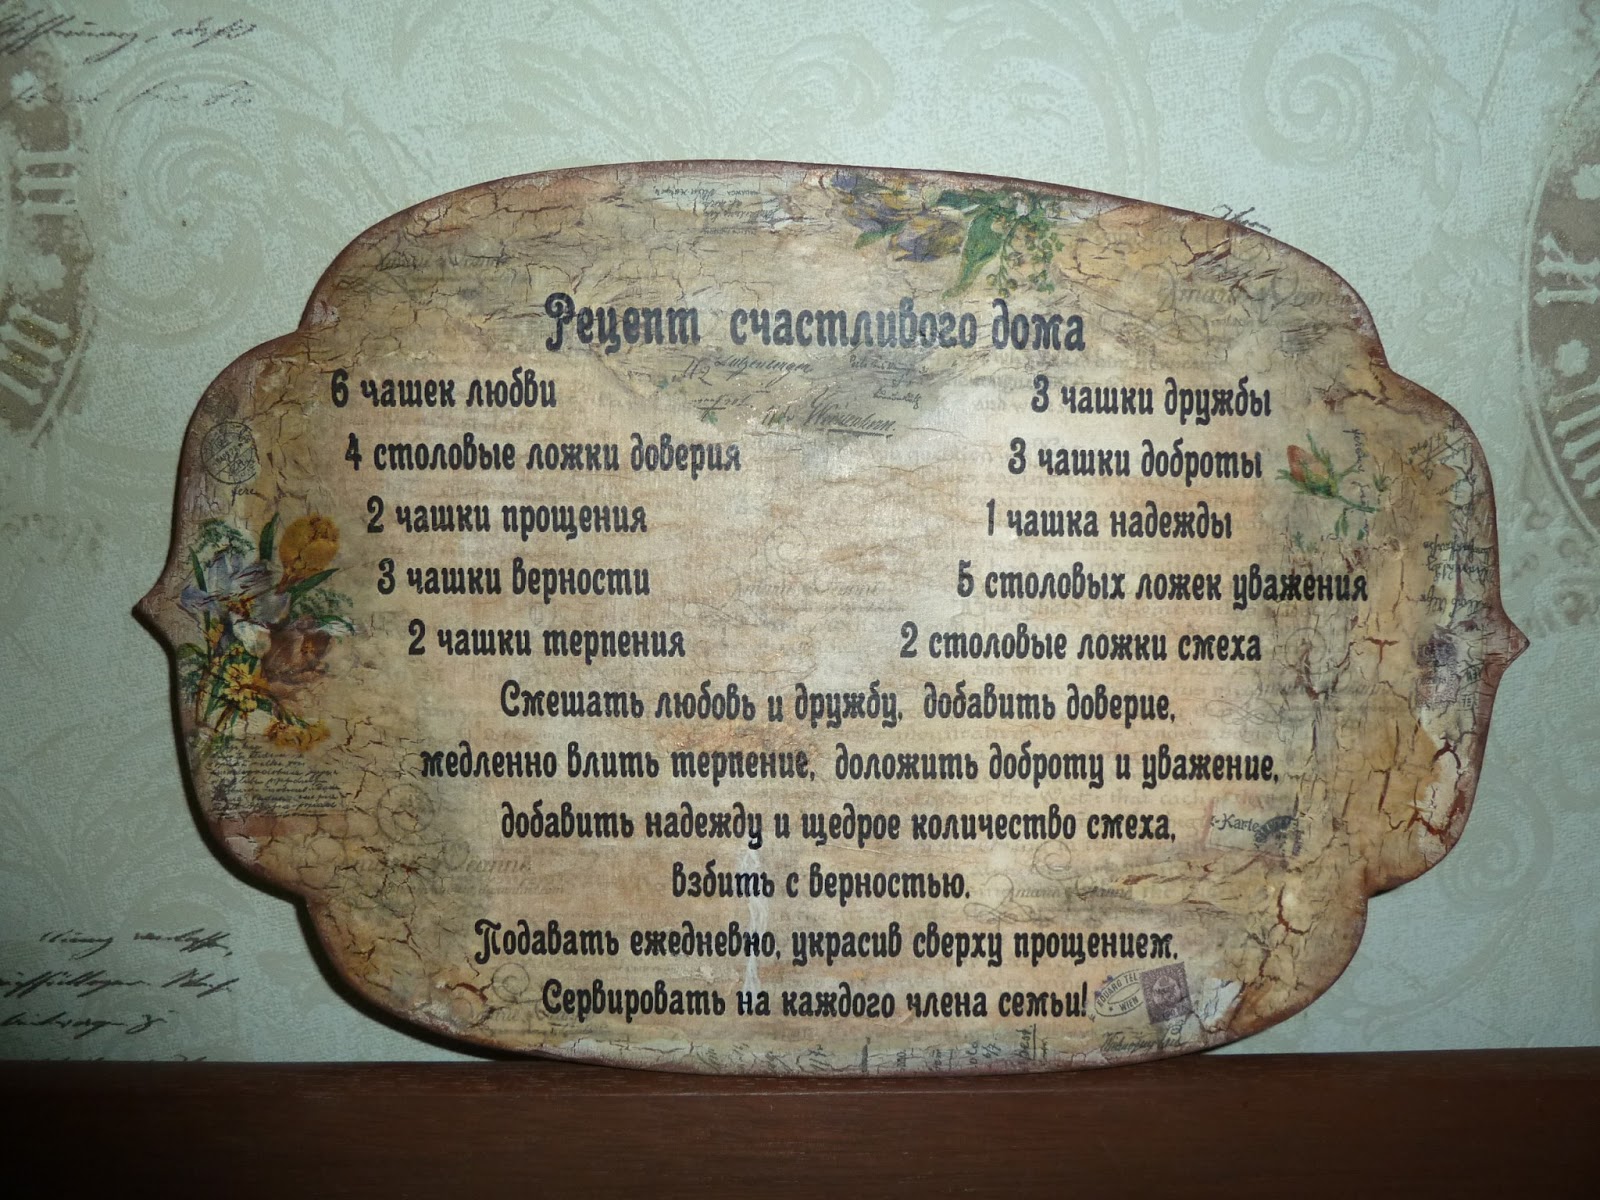 Рецепт счастливого дома
6 чашек любви
3 чашки дружбы
4 столовые ложки доверия
3 чашки доброты
2 чашки прощения
1 чашка надежды
3 чашки верности
5 столовых ложек уважения
2 чашки терпения
2 столовые ложки смеха
Смешать любовь и дружбу, добавить доверие,
медленно влить терпение, доложить доброту и уважение,
добавить надежду и щедрое количество смеха,
взбить с верностью.
Подавать ежедневно, украсив сверху прощением.
Сервировать на каждого члена семьи!